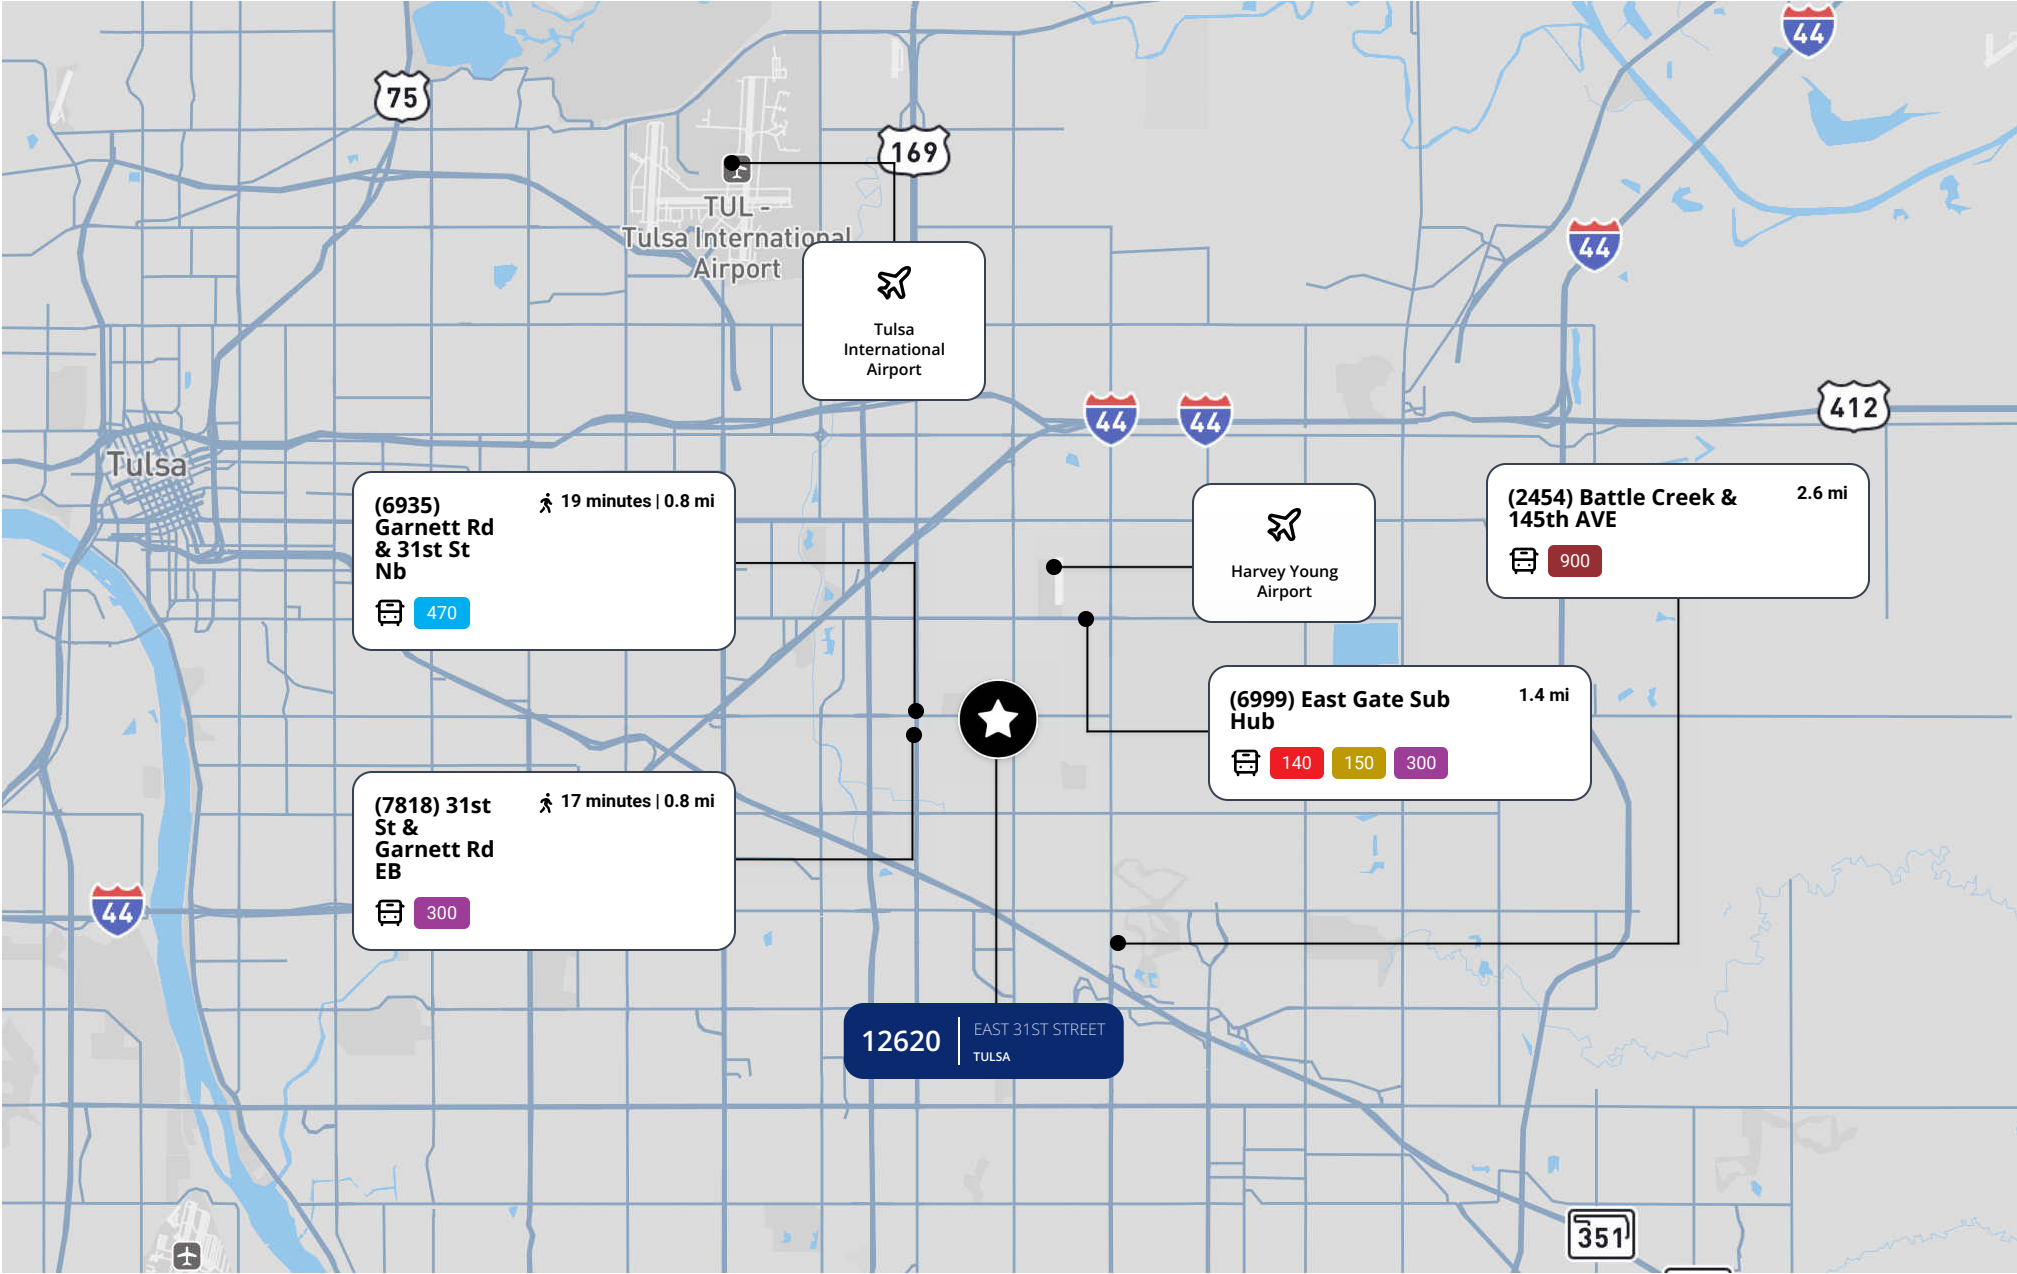 44
75
169
TUL -
Tulsa International
Airport
44
Tulsa
International
Airport
412
44
44
Tulsa
(6935)
Garnett Rd
& 31st St
Nb
19 minutes | 0.8 mi
470
Harvey Young
Airport
(2454) Battle Creek &
145th AVE
2.6 mi
900
(6999) East Gate Sub
Hub
1.4 mi
140
150
300
(7818) 31st
St &
Garnett Rd
EB
17 minutes | 0.8 mi
300
44
12620
EAST 31ST STREET
TULSA
351